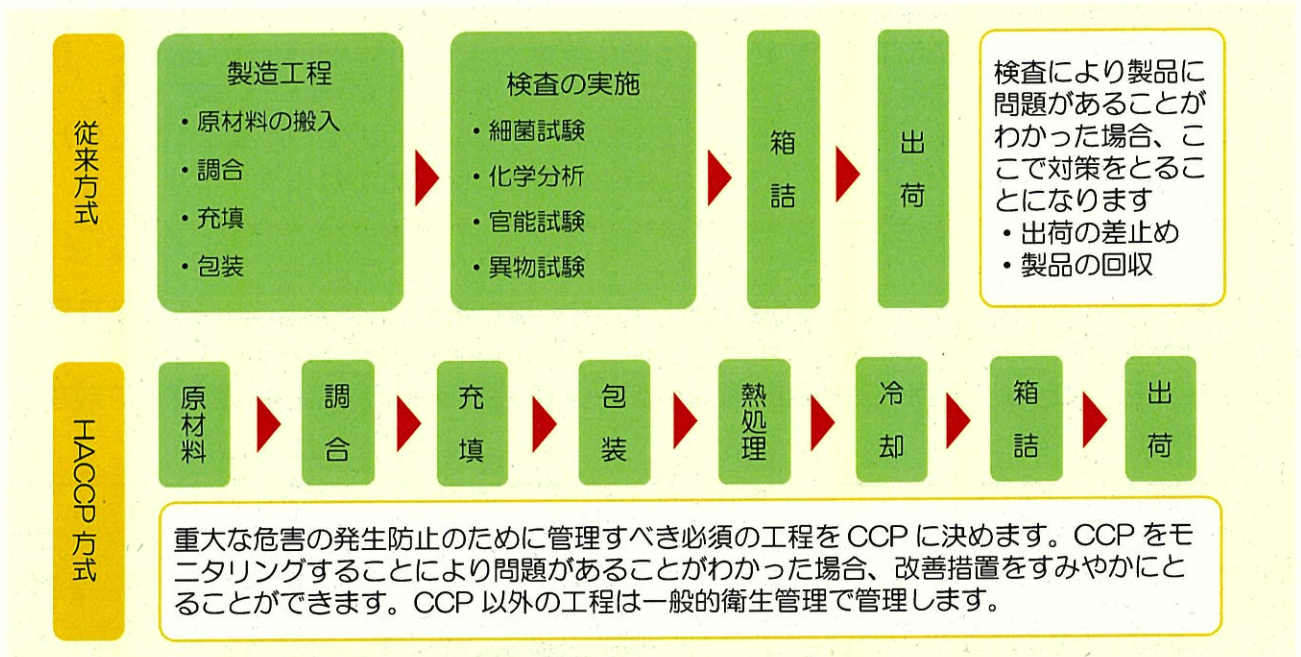 従来方式
製造工程
・原材料の搬入
・調合
・充填
・包装
検査の実施
・細菌試験
・化学分析
・官能試験
・異物試験
箱詰
出荷
検査により製品に
問題があることが
わかった場合、こ
こで対策をとるこ
とになります
・出荷の差止め
・製品の回収
HACCP方式
原材料
調合
充填
包装
熱処理
冷却
箱詰
出荷
重大な危害の発生防止のために管理すべき必須の工程を CCP に決めます。CCP をモ
ニタリングすることにより問題があることがわかった場合、改善措置をすみやかにと
ることができます。CCP 以外の工程は一般的衛生管理で管理します。